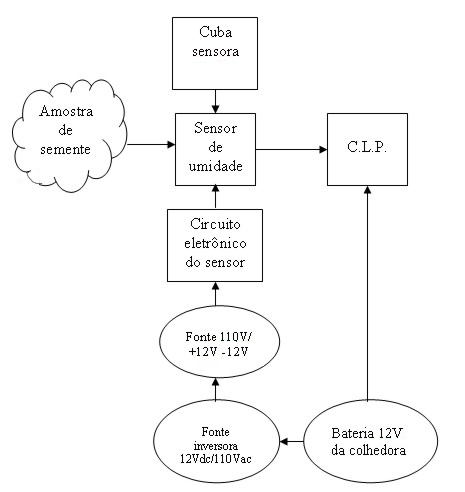 Cuba
sensora
Amostra
de
semente
Sensor
de
umidade
C.L.P.
Circuito
eletrônico
do sensor
Fonte 110V/
+12V -12V
Fonte
inversora
12Vdc/110Vac
Bateria 12V
da colhedora